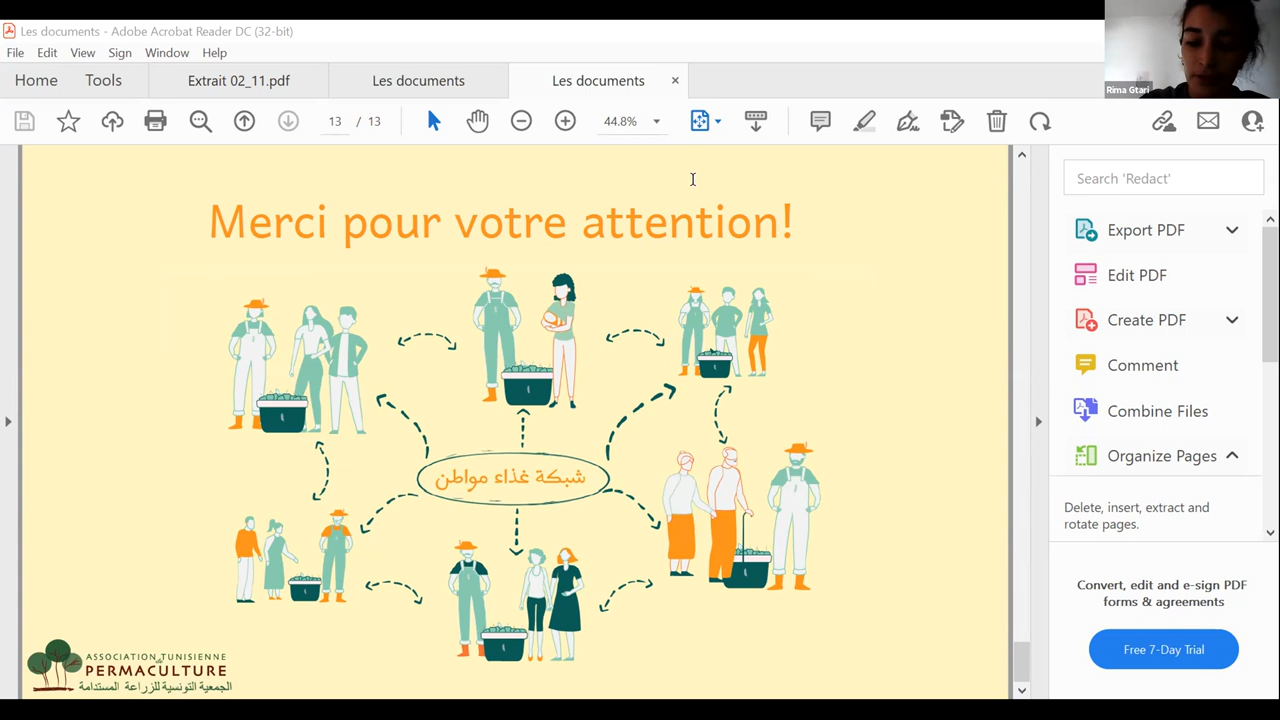 Les documents - Adobe Acrobat Reader DC (32-bit)
File Edit View Sign Window Help
Home Tools Extrait 02_11.pdf Les documents Les documents ×
Rima Gtari
13 / 13 44.8%
Merci pour votre attention!
شبكة غذاء مواطن
ASSOCIATION TUNISIENNE
de
PERMACULTURE
الجمعية التونسية للزراعة المستدامة
Search 'Redact'
Export PDF
Edit PDF
Create PDF
Comment
Combine Files
Organize Pages
Delete, insert, extract and
rotate pages.
Convert, edit and e-sign PDF
forms & agreements
Free 7-Day Trial